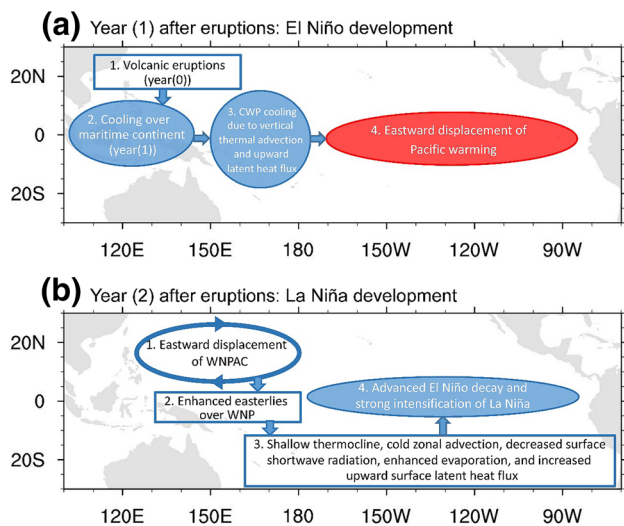 (a) Year (1) after eruptions: El Niño development
20N
0
20S
1. Volcanic eruptions
(year(0))
2. Cooling over
maritime continent
(year(1))
3. CWP cooling
due to vertical
thermal advection
and upward
latent heat flux
4. Eastward displacement of
Pacific warming
120E 150E 180 150W 120W 90W
(b) Year (2) after eruptions: La Niña development
20N
0
20S
1. Eastward displacement
of WNPAC
2. Enhanced easterlies
over WNP
4. Advanced El Niño decay and
strong intensification of La Niña
3. Shallow thermocline, cold zonal advection, decreased surface
shortwave radiation, enhanced evaporation, and increased
upward surface latent heat flux
120E 150E 180 150W 120W 90W